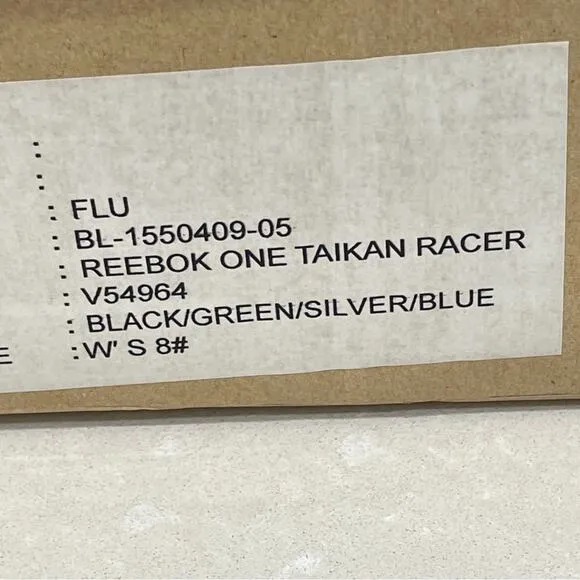 :
:
: FLU
: BL-1550409-05
: REEBOK ONE TAIKAN RACER
: V54964
: BLACK/GREEN/SILVER/BLUE
E :W' S 8#